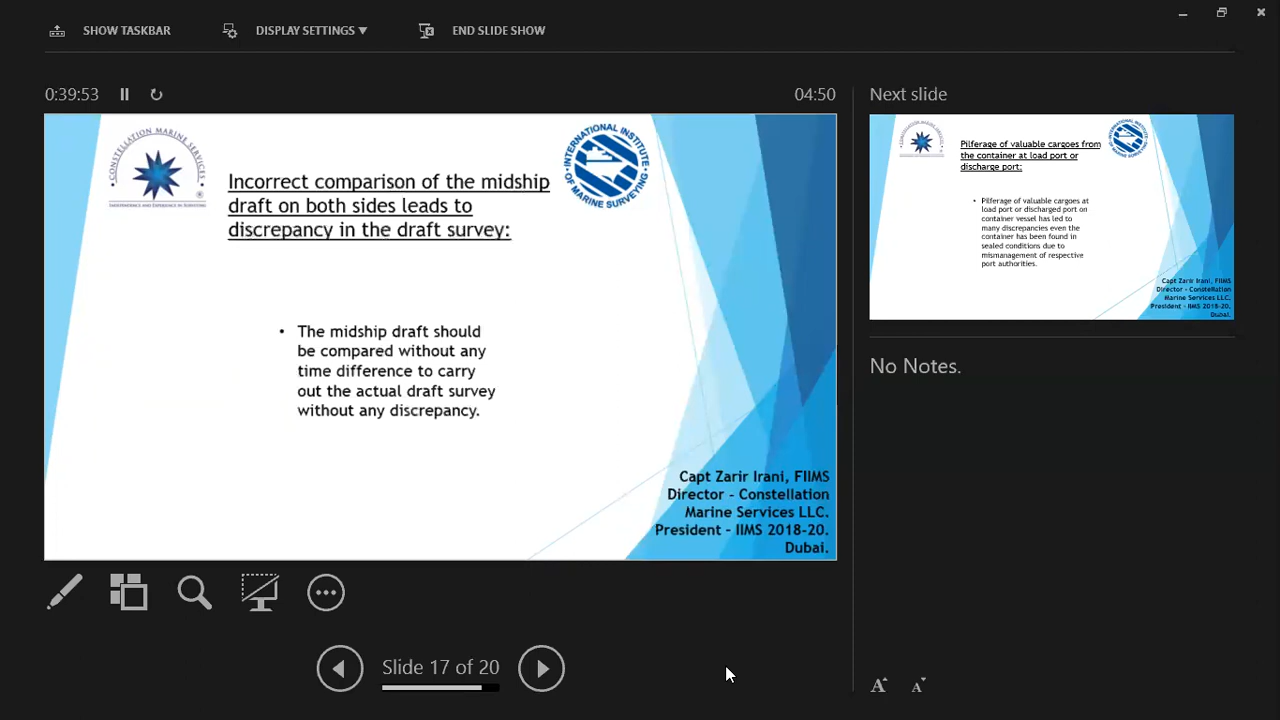 SHOW TASKBAR
DISPLAY SETTINGS ▼
END SLIDE SHOW
0:39:53
04:50
Next slide
CONSTELLATION MARINE SERVICES
®
INDEPENDENCE AND EXPERIENCE IN SURVEYING
INTERNATIONAL INSTITUTE
OF MARINE SURVEYING
Incorrect comparison of the midship
draft on both sides leads to
discrepancy in the draft survey:
• The midship draft should
be compared without any
time difference to carry
out the actual draft survey
without any discrepancy.
Capt Zarir Irani, FIIMS
Director - Constellation
Marine Services LLC.
President - IIMS 2018-20.
Dubai.
Pilferage of valuable cargoes from
the container at load port or
discharge port:
• Pilferage of valuable cargoes at
load port or discharged port on
container vessel has led to
many discrepancies even the
container has been found in
sealed conditions due to
mismanagement of respective
port authorities.
Capt Zarir Irani, FIIMS
Director - Constellation
Marine Services LLC.
President - IIMS 2018-20.
Dubai.
No Notes.
Slide 17 of 20
A A